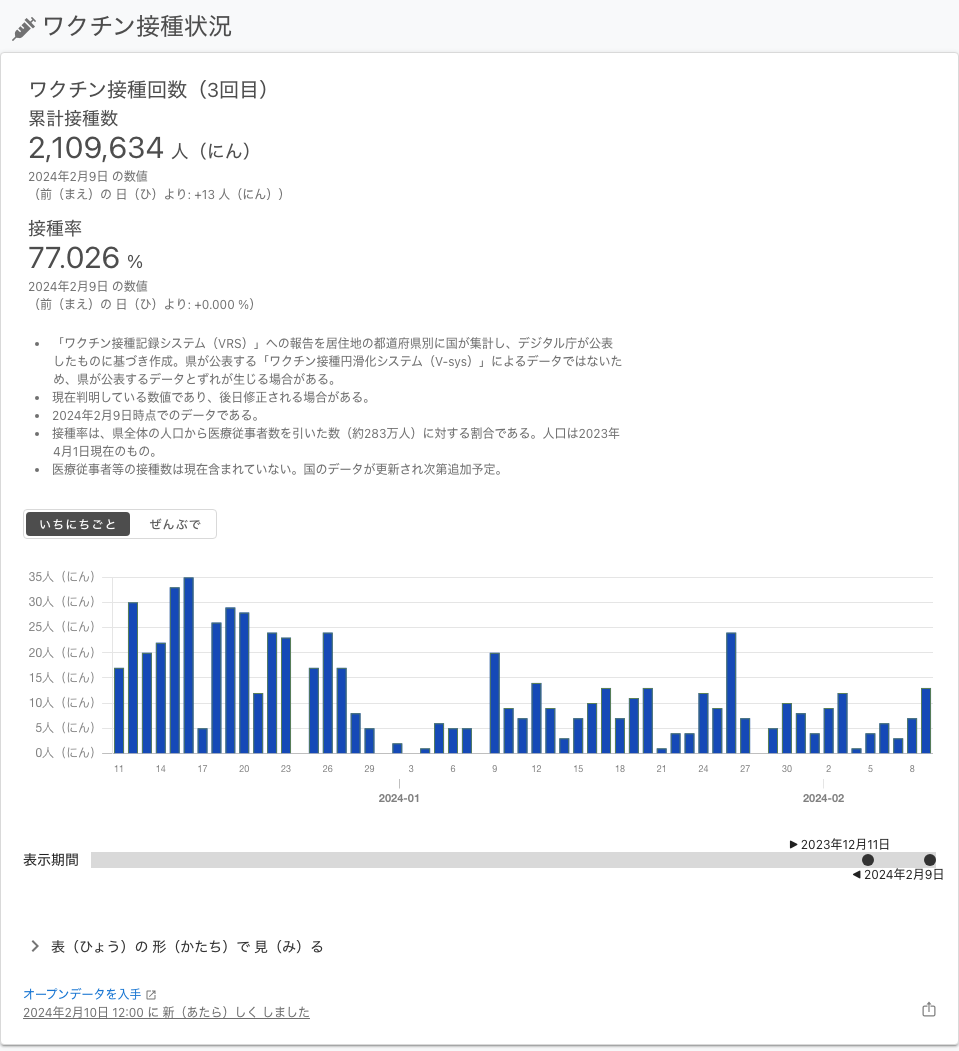 ワクチン接種状況
ワクチン接種回数（3回目）
累計接種数
2,109,634 人（にん）
2024年2月9日 の数値
（前（まえ）の 日（ひ）より: +13 人（にん））
接種率
77.026 %
2024年2月9日 の数値
（前（まえ）の 日（ひ）より: +0.000 %）
• 「ワクチン接種記録システム（VRS）」への報告を居住地の都道府県別に国が集計し、デジタル庁が公表
したものに基づき作成。県が公表する「ワクチン接種円滑化システム（V-sys）」によるデータではないた
め、県が公表するデータとずれが生じる場合がある。
• 現在判明している数値であり、後日修正される場合がある。
• 2024年2月9日時点でのデータである。
• 接種率は、県全体の人口から医療従事者数を引いた数（約283万人）に対する割合である。人口は2023年
4月1日現在のもの。
• 医療従事者等の接種数は現在含まれていない。国のデータが更新され次第追加予定。
いちにちごと ぜんぶで
35人（にん）
30人（にん）
25人（にん）
20人（にん）
15人（にん）
10人（にん）
5人（にん）
0人（にん）
11 14 17 20 23 26 29 3 6 9 12 15 18 21 24 27 30 2 5 8
2024-01 2024-02
▶ 2023年12月11日
表示期間
◀ 2024年2月9日
表（ひょう）の 形（かたち）で 見（み）る
オープンデータを入手
2024年2月10日 12:00 に 新（あたら）しく しました